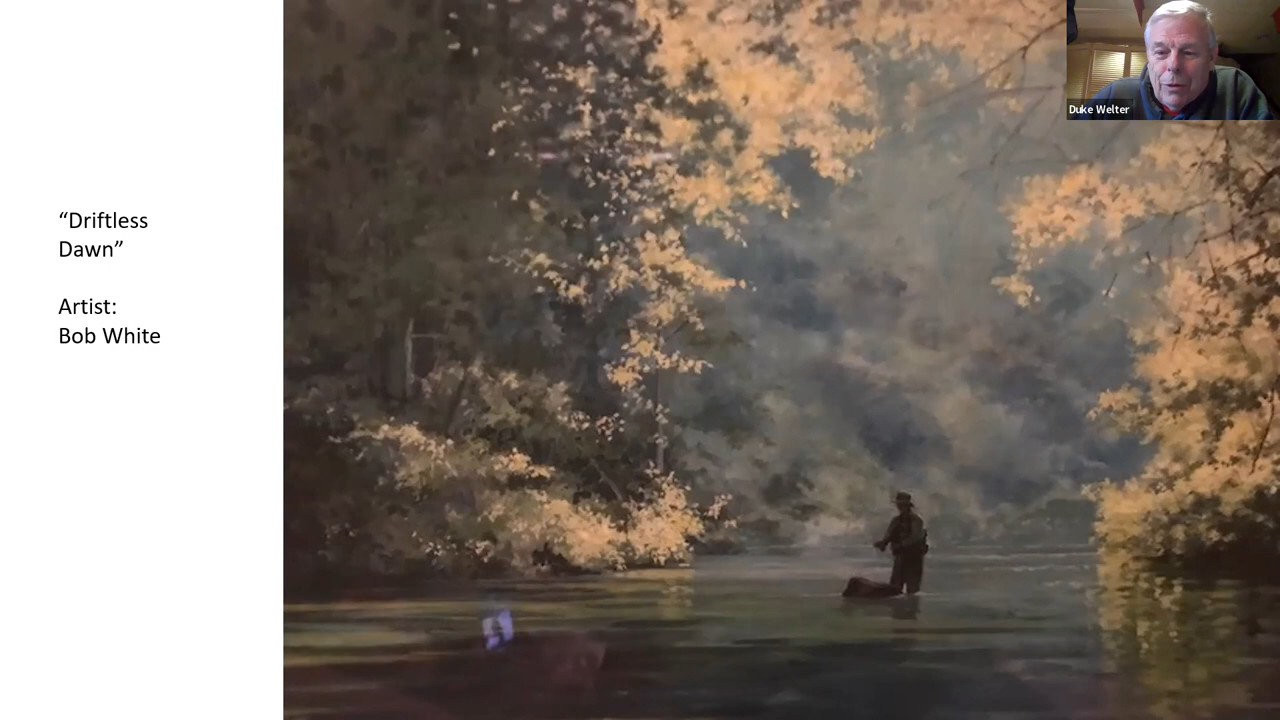 “Driftless
Dawn”
Artist:
Bob White
Duke Welter